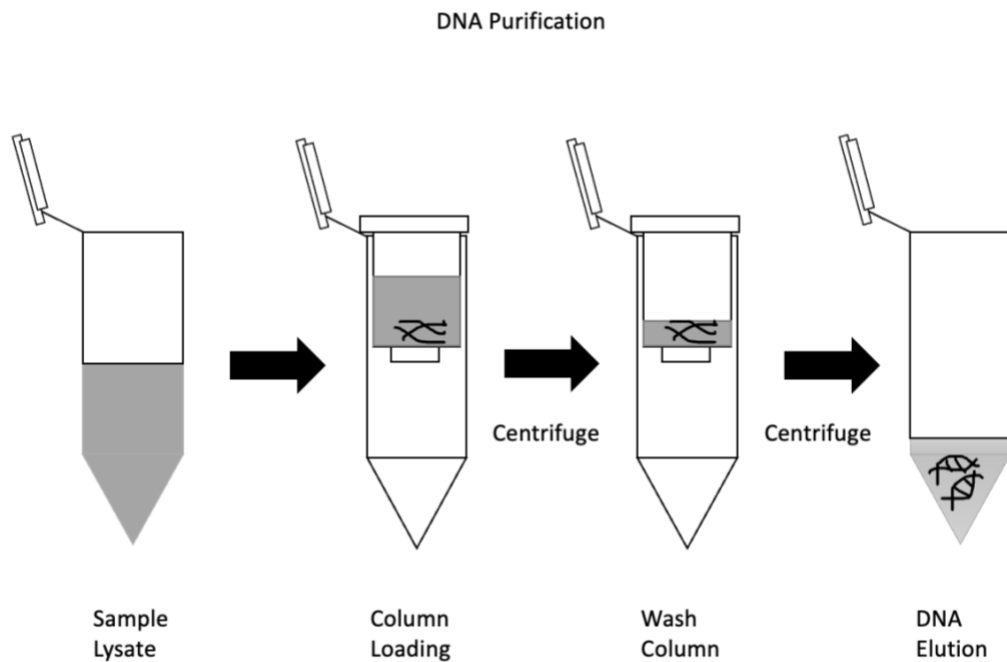 DNA Purification
Centrifuge
Centrifuge
Sample
Lysate
Column
Loading
Wash
Column
DNA
Elution